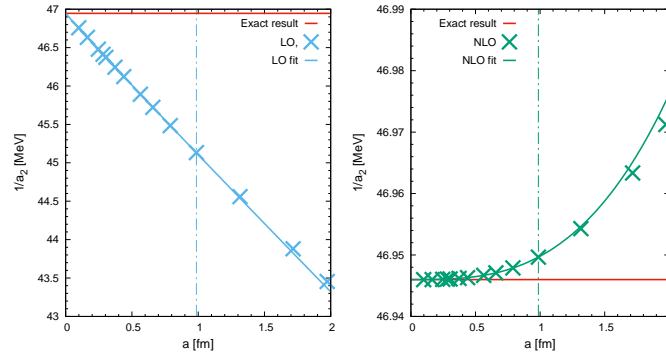 47
46.5
46
45.5
45
44.5
44
43.5
43
0
0.5
1
1.5
2
1/a2 [MeV]
a [fm]
Exact result
LO,
LO fit
46.99
46.98
46.97
46.96
46.95
46.94
0
0.5
1
1.5
1/a2 [MeV]
a [fm]
Exact result
NLO
NLO fit